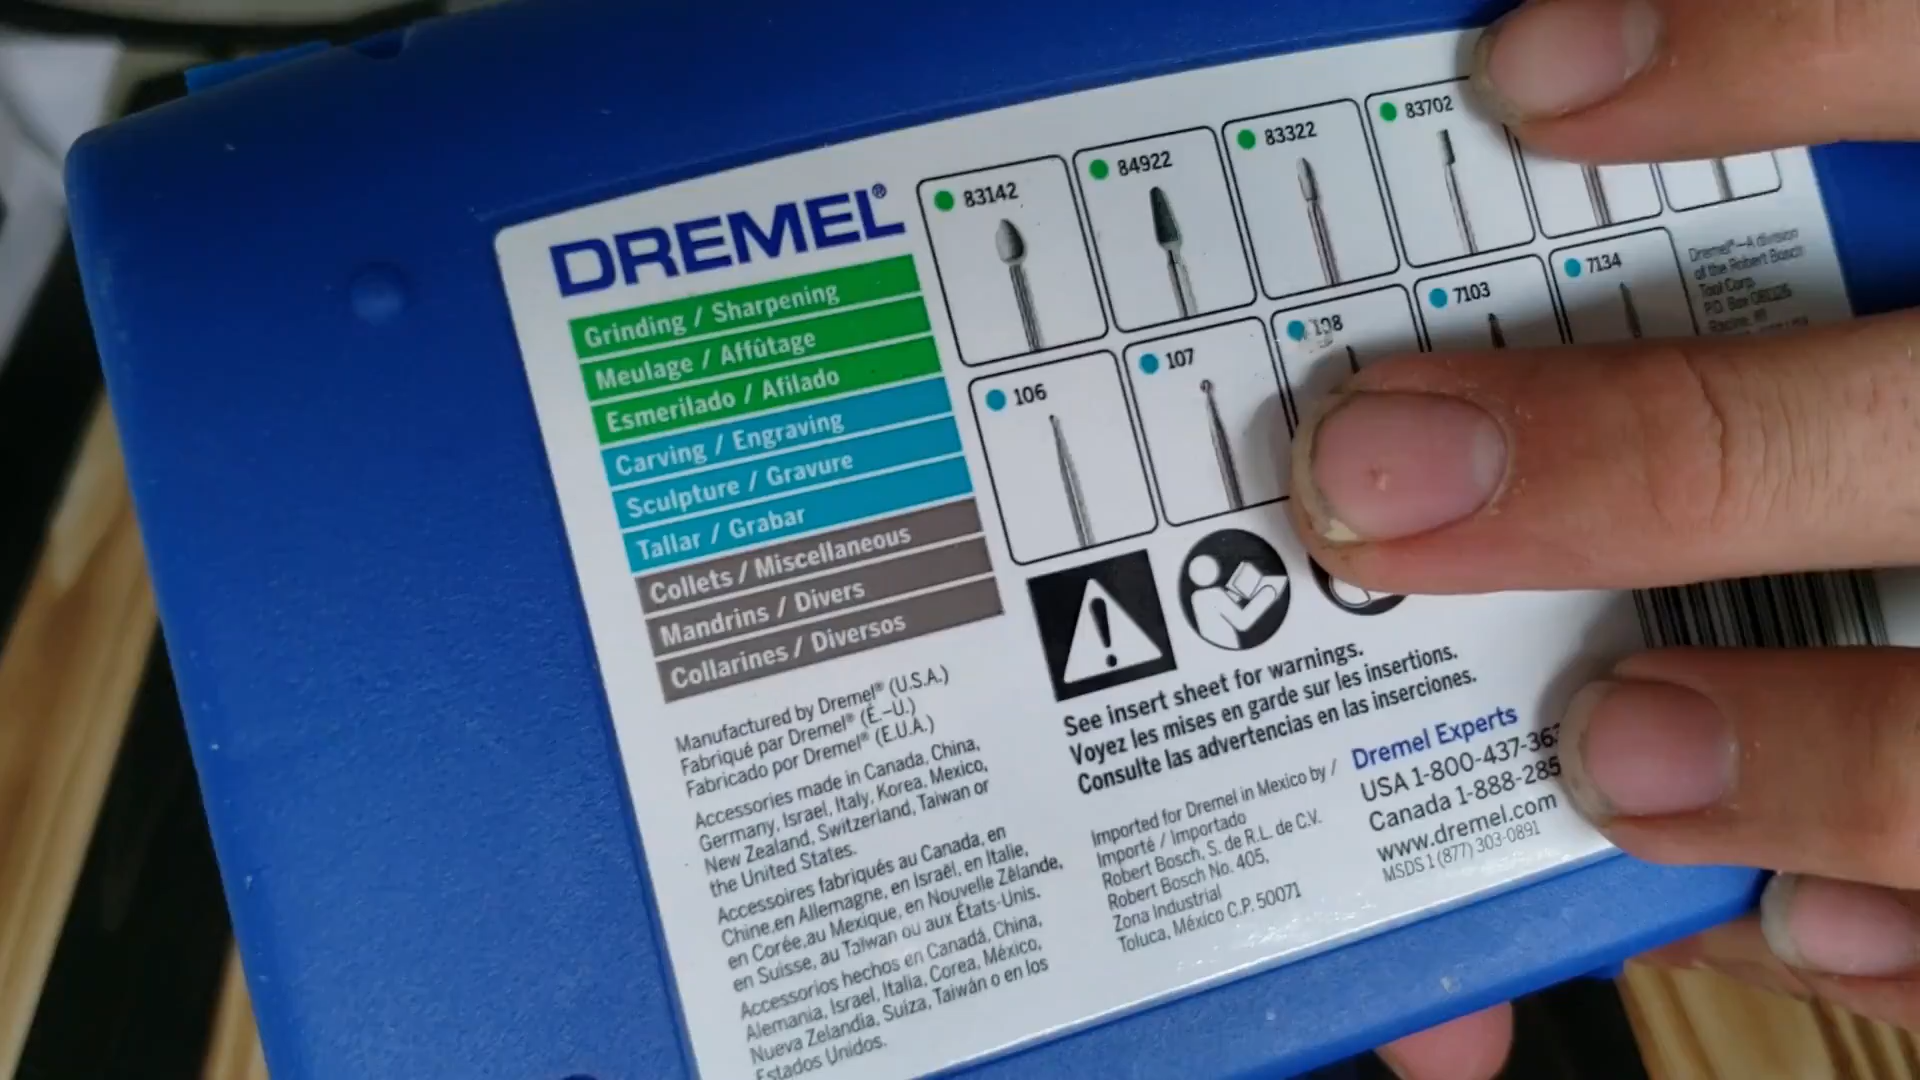 DREMEL®
Grinding / Sharpening
Meulage / Affûtage
Esmerilado / Afilado
Carving / Engraving
Sculpture / Gravure
Tallar / Grabar
Collets / Miscellaneous
Mandrins / Divers
Collarines / Diversos
83142
84922
83322
83702
106
107
108
7103
7134
Manufactured by Dremel® (U.S.A.)
Fabriqué par Dremel® (É.-U.)
Fabricado por Dremel® (E.U.A.)
Accessories made in Canada, China,
Germany, Israel, Italy, Korea, Mexico,
New Zealand, Switzerland, Taiwan or
the United States.
Accessoires fabriqués au Canada, en
Chine,en Allemagne, en Israël, en Italie,
en Corée,au Mexique, en Nouvelle Zélande,
en Suisse, au Taïwan ou aux États-Unis.
Accesorios hechos en Canadá, China,
Alemania, Israel, Italia, Corea, México,
Nueva Zelandia, Suiza, Taiwán o en los
Estados Unidos.
See insert sheet for warnings.
Voyez les mises en garde sur les insertions.
Consulte las advertencias en las inserciones.
Imported for Dremel in Mexico by /
Importé / Importado
Robert Bosch, S. de R.L. de C.V.
Robert Bosch No. 405,
Zona Industrial
Toluca, México C.P. 50071
Dremel Experts
USA 1-800-437-363
Canada 1-888-285
www.dremel.com
MSDS 1 (877) 303-0891
Dremel®—A division
of the Robert Bosch
Tool Corp.
P.O. Box
Racine,